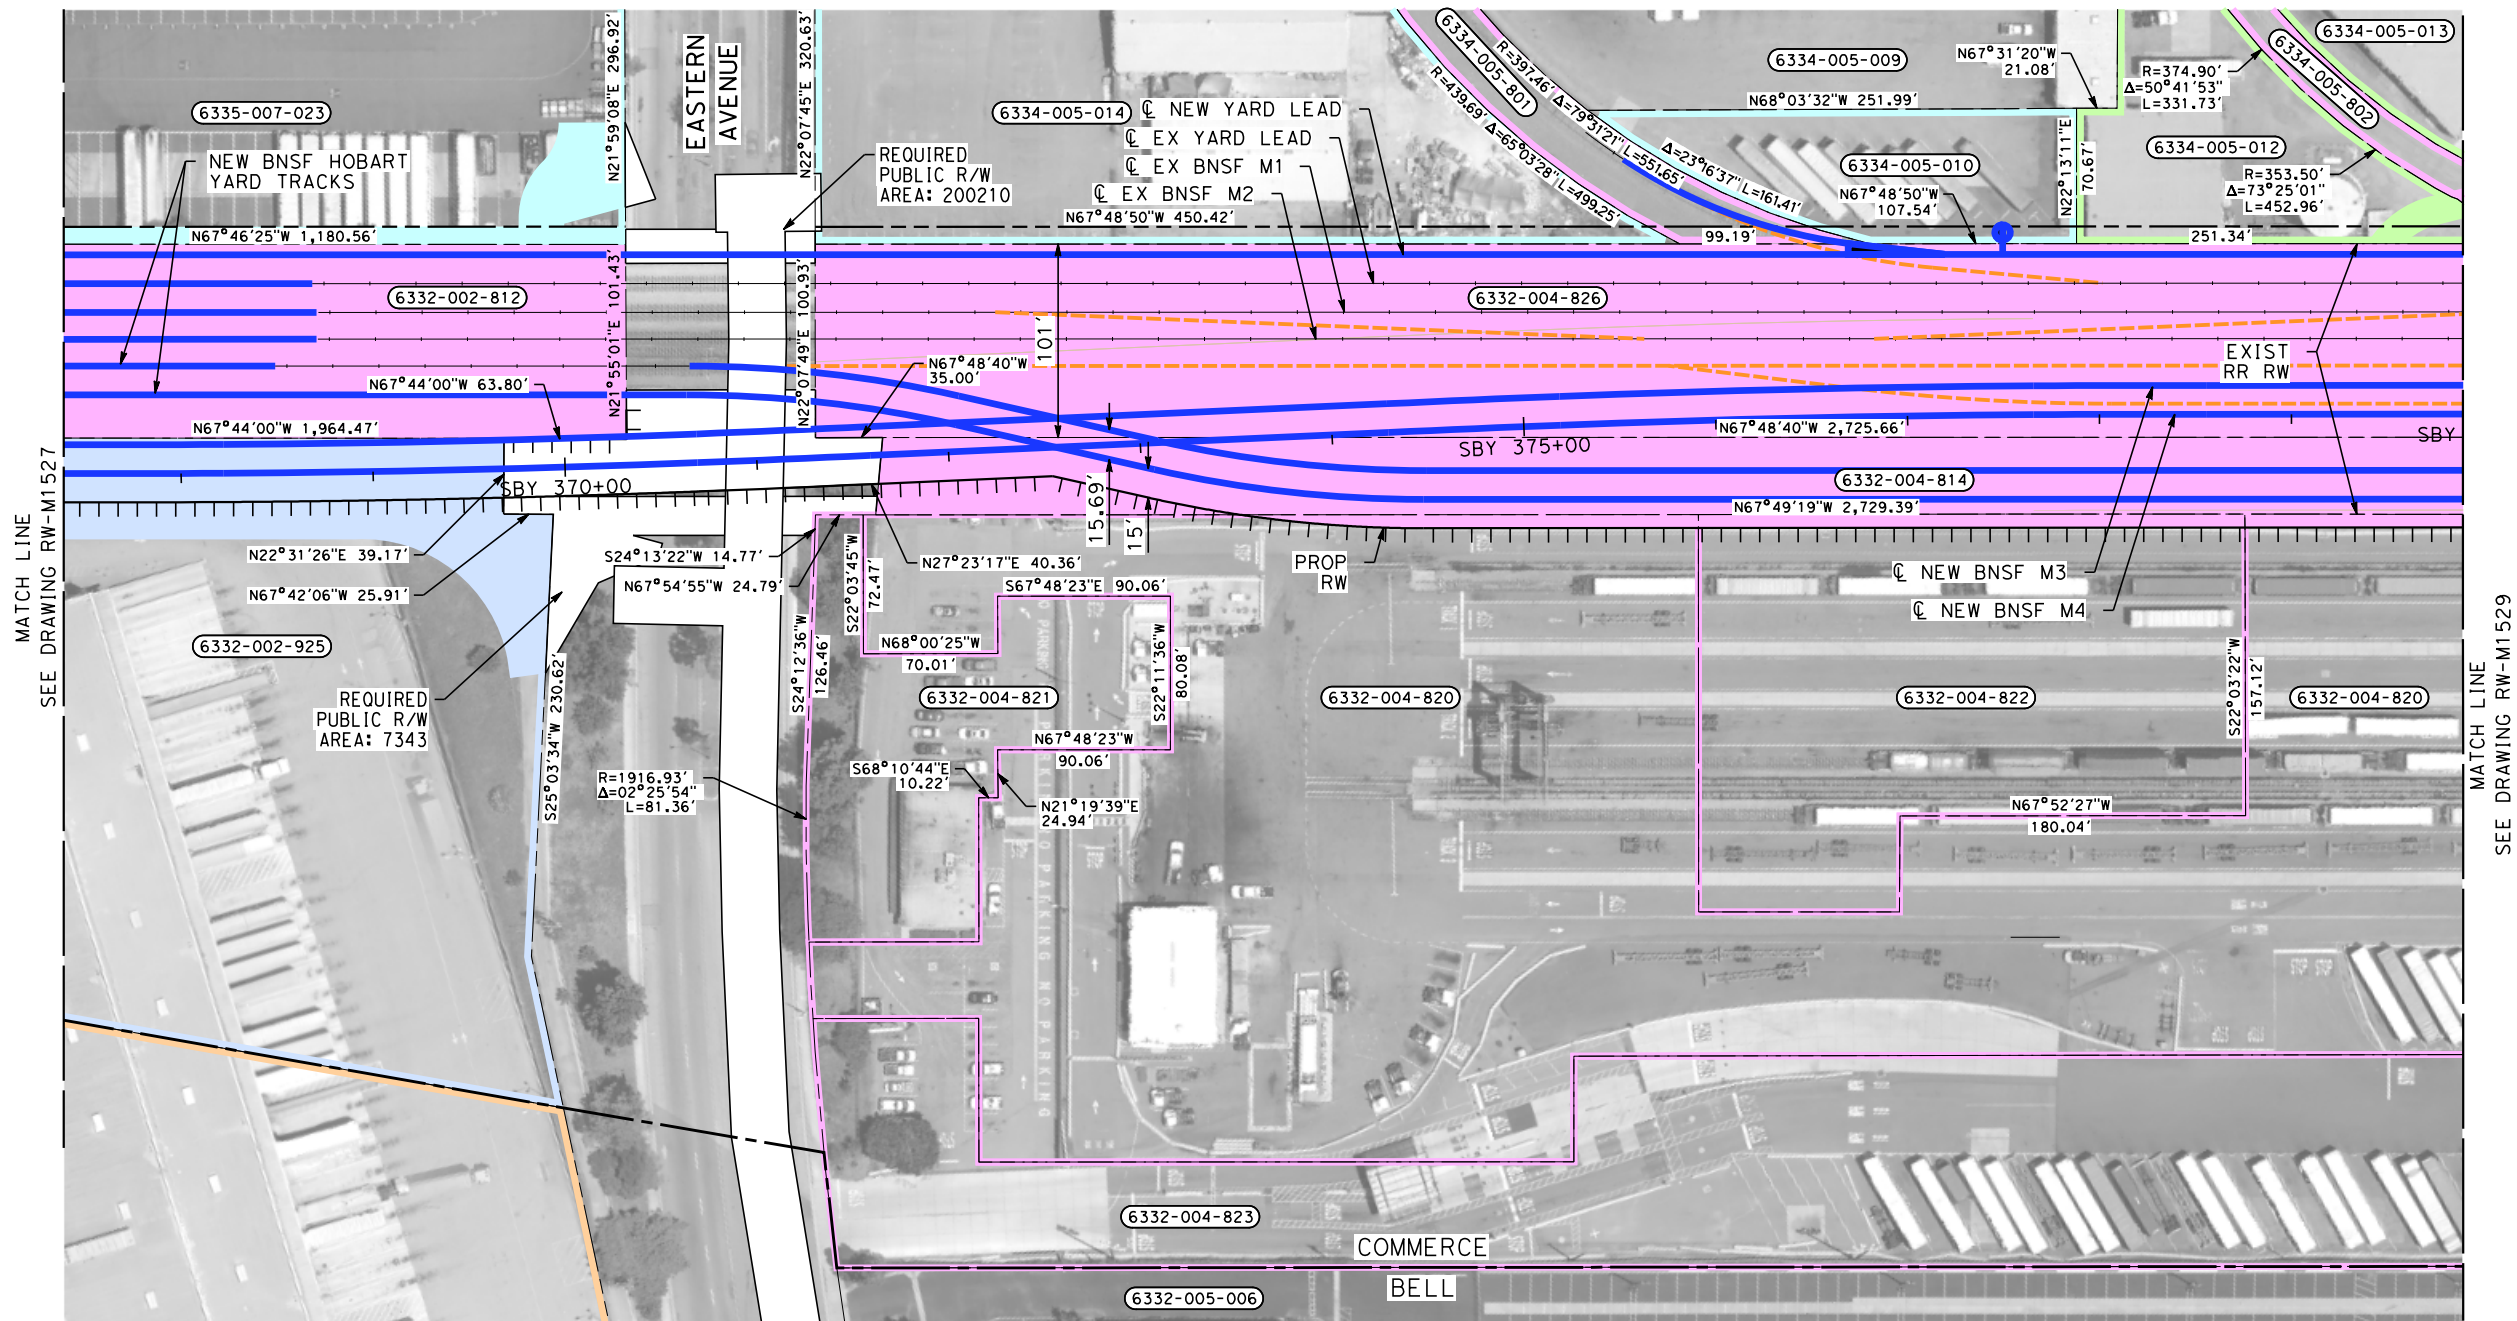 N21°59'08"E 296.92'
EASTERN
AVENUE
N22°07'45"E 320.63'
6334-005-801
R=397.46' Δ=79°31'21" L=551.65'
R=439.69' Δ=65°03'28" L=499.25'
6334-005-009
N67°31'20"W
21.08'
6334-005-013
6334-005-802
R=374.90'
Δ=50°41'53"
L=331.73'
6335-007-023
6334-005-014
℄ NEW YARD LEAD
℄ EX YARD LEAD
℄ EX BNSF M1
℄ EX BNSF M2
N68°03'32"W 251.99'
Δ=23°16'37" L=161.41'
6334-005-010
N22°13'11"E
70.67'
6334-005-012
R=353.50'
Δ=73°25'01"
L=452.96'
NEW BNSF HOBART
YARD TRACKS
REQUIRED
PUBLIC R/W
AREA: 200210
N67°48'50"W 450.42'
N67°48'50"W
107.54'
N67°46'25"W 1,180.56'
99.19'
251.34'
6332-002-812
N21°55'01"E 101.43'
N22°07'49"E 100.93'
101'
6332-004-826
EXIST
RR RW
N67°48'40"W
35.00'
N67°44'00"W 63.80'
N67°44'00"W 1,964.47'
N67°48'40"W 2,725.66'
SBY 375+00
SBY
SBY 370+00
6332-004-814
N67°49'19"W 2,729.39'
15.69'
15'
MATCH LINE
SEE DRAWING RW-M1527
N22°31'26"E 39.17'
N67°42'06"W 25.91'
S24°13'22"W 14.77'
N67°54'55"W 24.79'
S22°03'45"W
72.47'
N27°23'17"E 40.36'
PROP
RW
S67°48'23"E 90.06'
℄ NEW BNSF M3
℄ NEW BNSF M4
6332-002-925
N68°00'25"W
70.01'
S24°12'36"W
126.46'
S22°11'36"W
80.08'
REQUIRED
PUBLIC R/W
AREA: 7343
S25°03'34"W 230.62'
6332-004-821
6332-004-820
6332-004-822
S22°03'22"W
157.12'
6332-004-820
MATCH LINE
SEE DRAWING RW-M1529
N67°48'23"W
90.06'
S68°10'44"E
10.22'
R=1916.93'
Δ=02°25'54"
L=81.36'
N21°19'39"E
24.94'
N67°52'27"W
180.04'
NO PARKING NO PARKING NO PARKING
6332-004-823
COMMERCE
BELL
6332-005-006